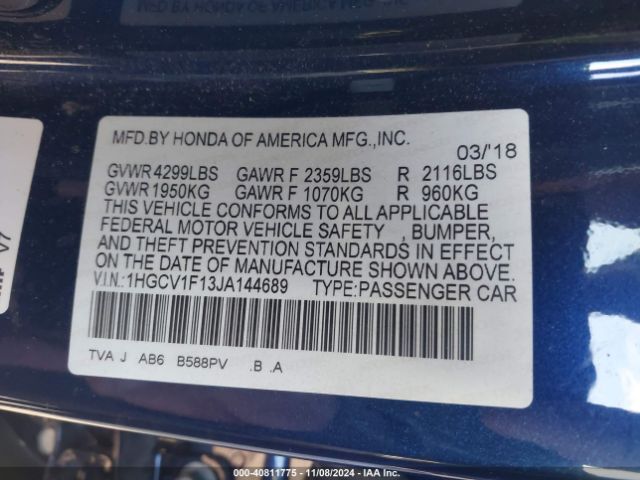 MFD.BY HONDA OF AMERICA MFG.,INC.
03/'18
GVWR 4299LBS GAWR F 2359LBS R 2116LBS
GVWR 1950KG GAWR F 1070KG R 960KG
THIS VEHICLE CONFORMS TO ALL APPLICABLE
FEDERAL MOTOR VEHICLE SAFETY , BUMPER,
AND THEFT PREVENTION STANDARDS IN EFFECT
ON THE DATE OF MANUFACTURE SHOWN ABOVE.
V.I.N.:1HGCV1F13JA144689 TYPE:PASSENGER CAR
TVA J AB6 B588PV .B .A
V7
000-40811775 - 11/08/2024 - IAA Inc.